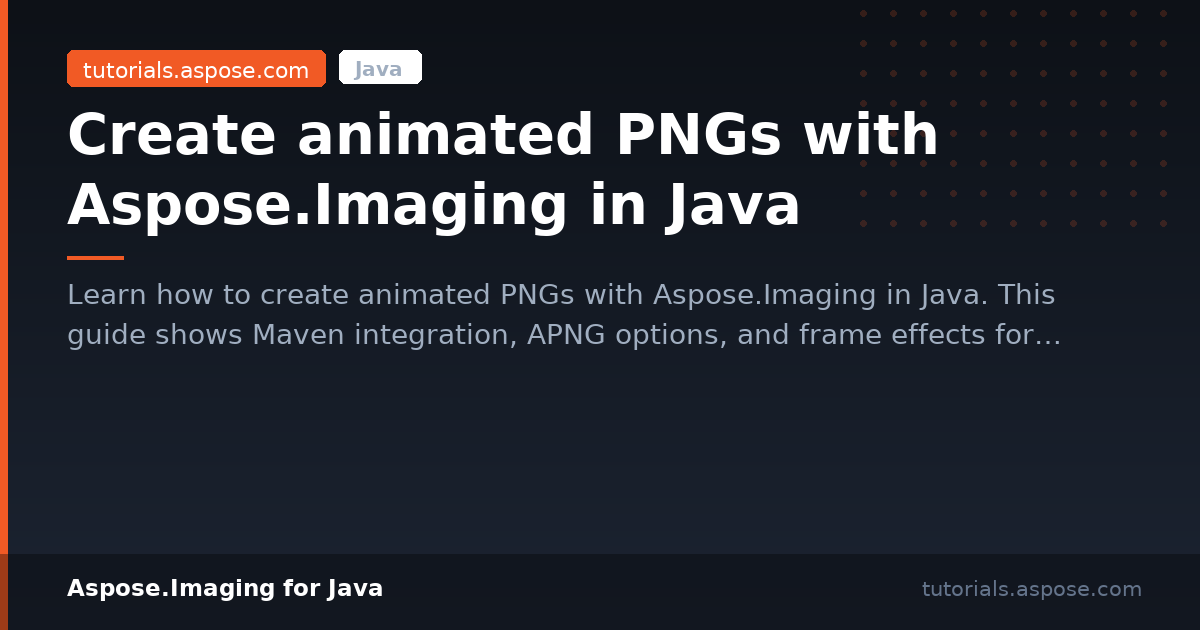 tutorials.aspose.com
Java
Create animated PNGs with
Aspose.Imaging in Java
Learn how to create animated PNGs with Aspose.Imaging in Java. This
guide shows Maven integration, APNG options, and frame effects for…
Aspose.Imaging for Java
tutorials.aspose.com